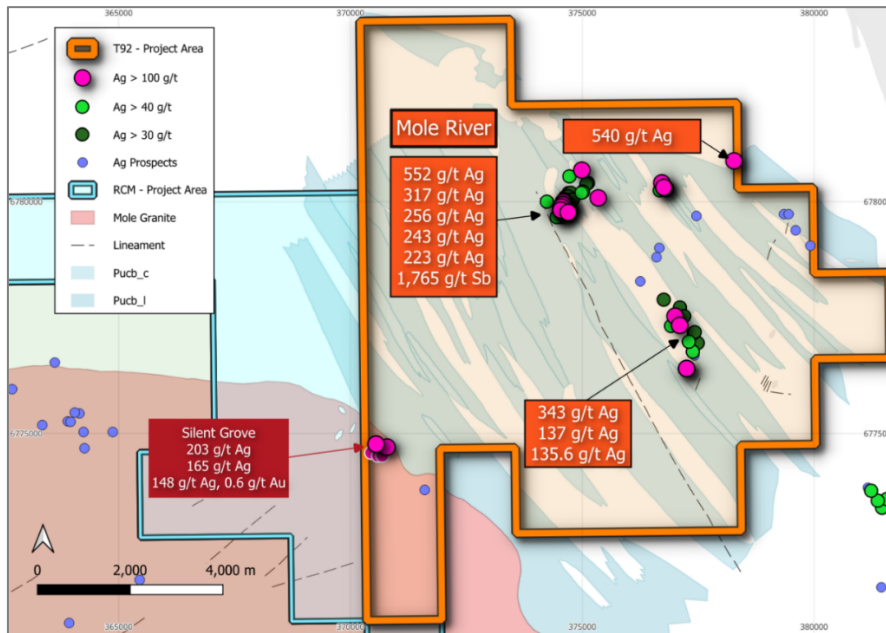 365000
370000
375000
380000
T92 - Project Area
Ag > 100 g/t
Ag > 40 g/t
Ag > 30 g/t
Ag Prospects
RCM - Project Area
Mole Granite
Lineament
Pucb_c
Pucb_l
Mole River
552 g/t Ag
317 g/t Ag
256 g/t Ag
243 g/t Ag
223 g/t Ag
1,765 g/t Sb
540 g/t Ag
6780000
6780000
343 g/t Ag
137 g/t Ag
135.6 g/t Ag
Silent Grove
203 g/t Ag
165 g/t Ag
148 g/t Ag, 0.6 g/t Au
6775000
6775000
0 2,000 4,000 m
365000
370000
375000
380000